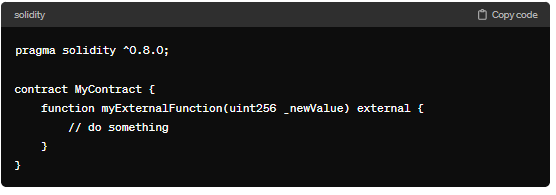 solidity
Copy code
pragma solidity ^0.8.0;
contract MyContract {
    function myExternalFunction(uint256 _newValue) external {
        // do something
    }
}